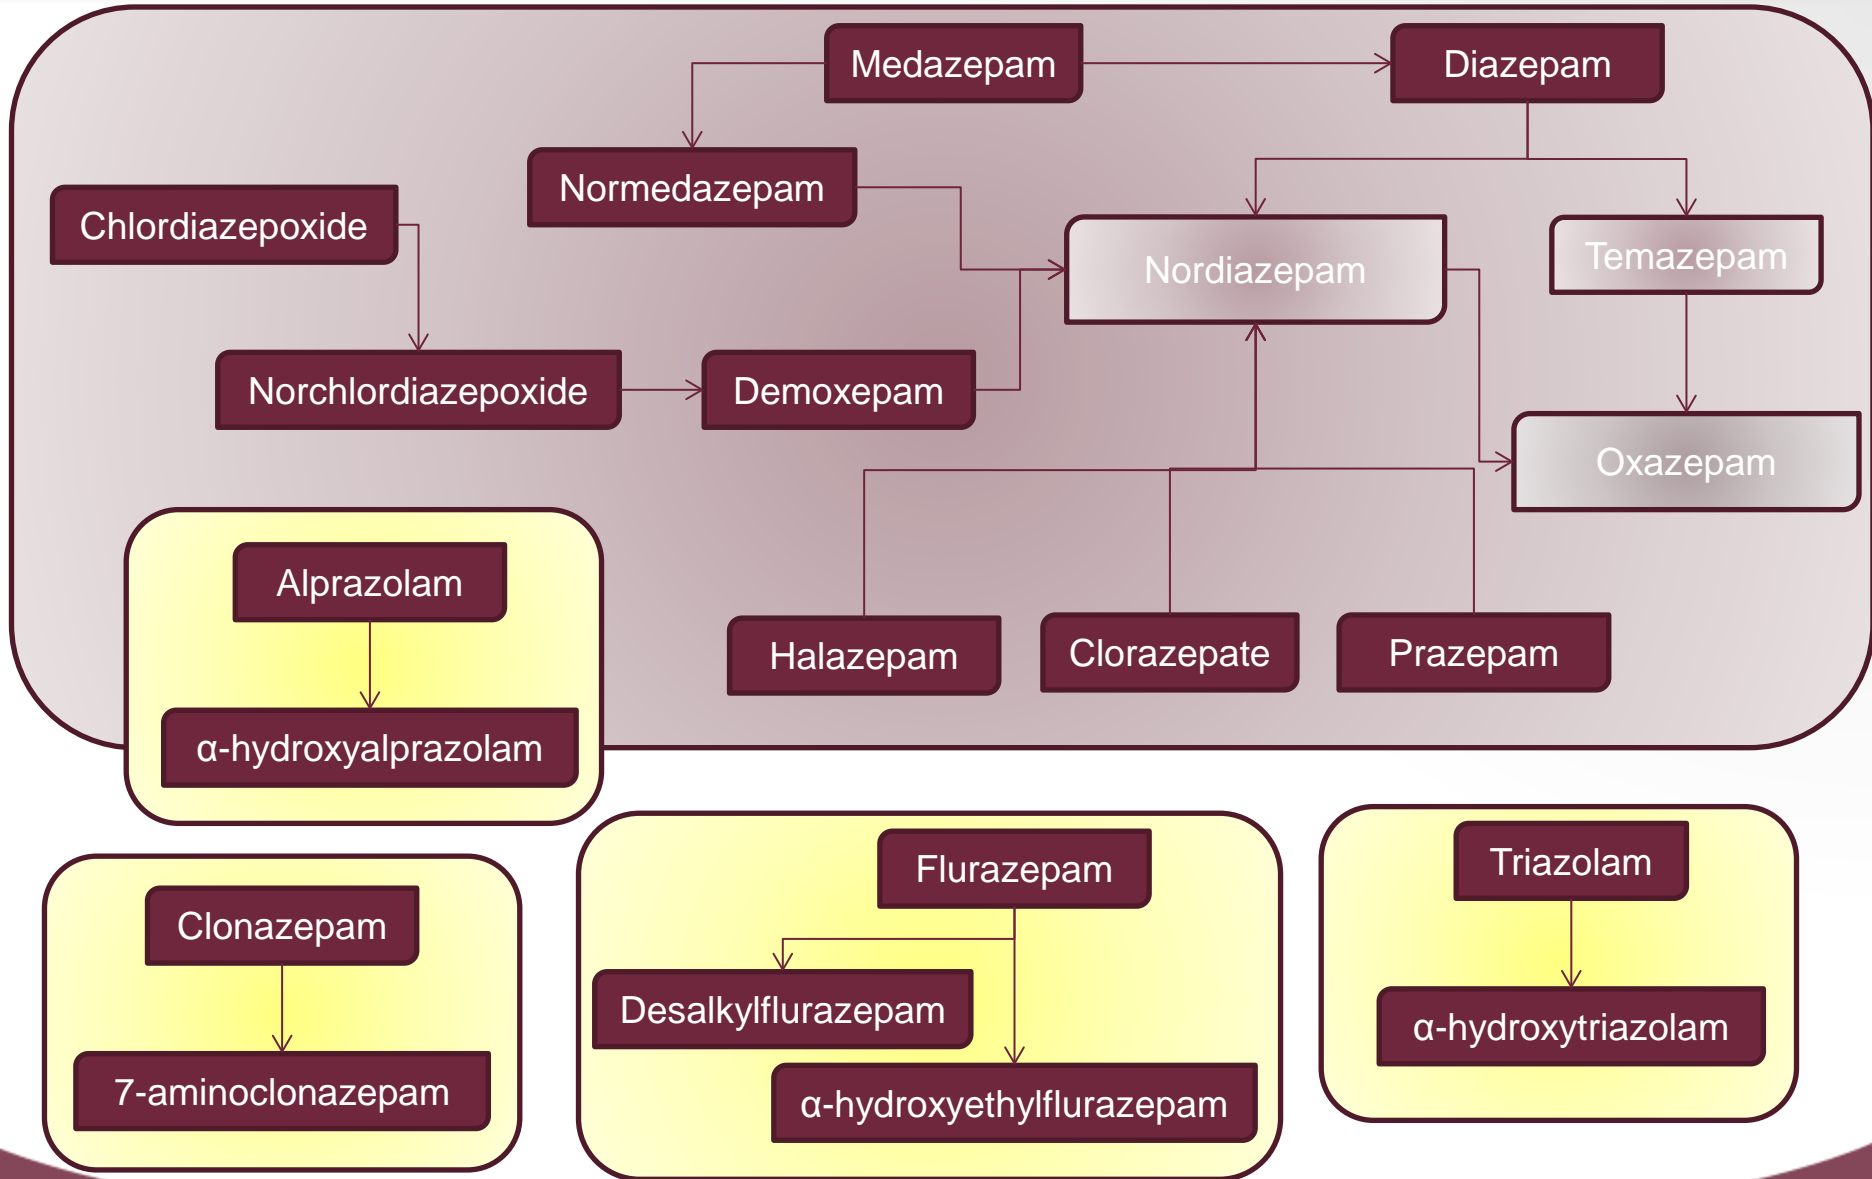 Medazepam
Diazepam
Normedazepam
Chlordiazepoxide
Nordiazepam
Temazepam
Norchlordiazepoxide
Demoxepam
Oxazepam
Halazepam
Clorazepate
Prazepam
Alprazolam
α-hydroxyalprazolam
Clonazepam
7-aminoclonazepam
Flurazepam
Desalkylflurazepam
α-hydroxyethylflurazepam
Triazolam
α-hydroxytriazolam